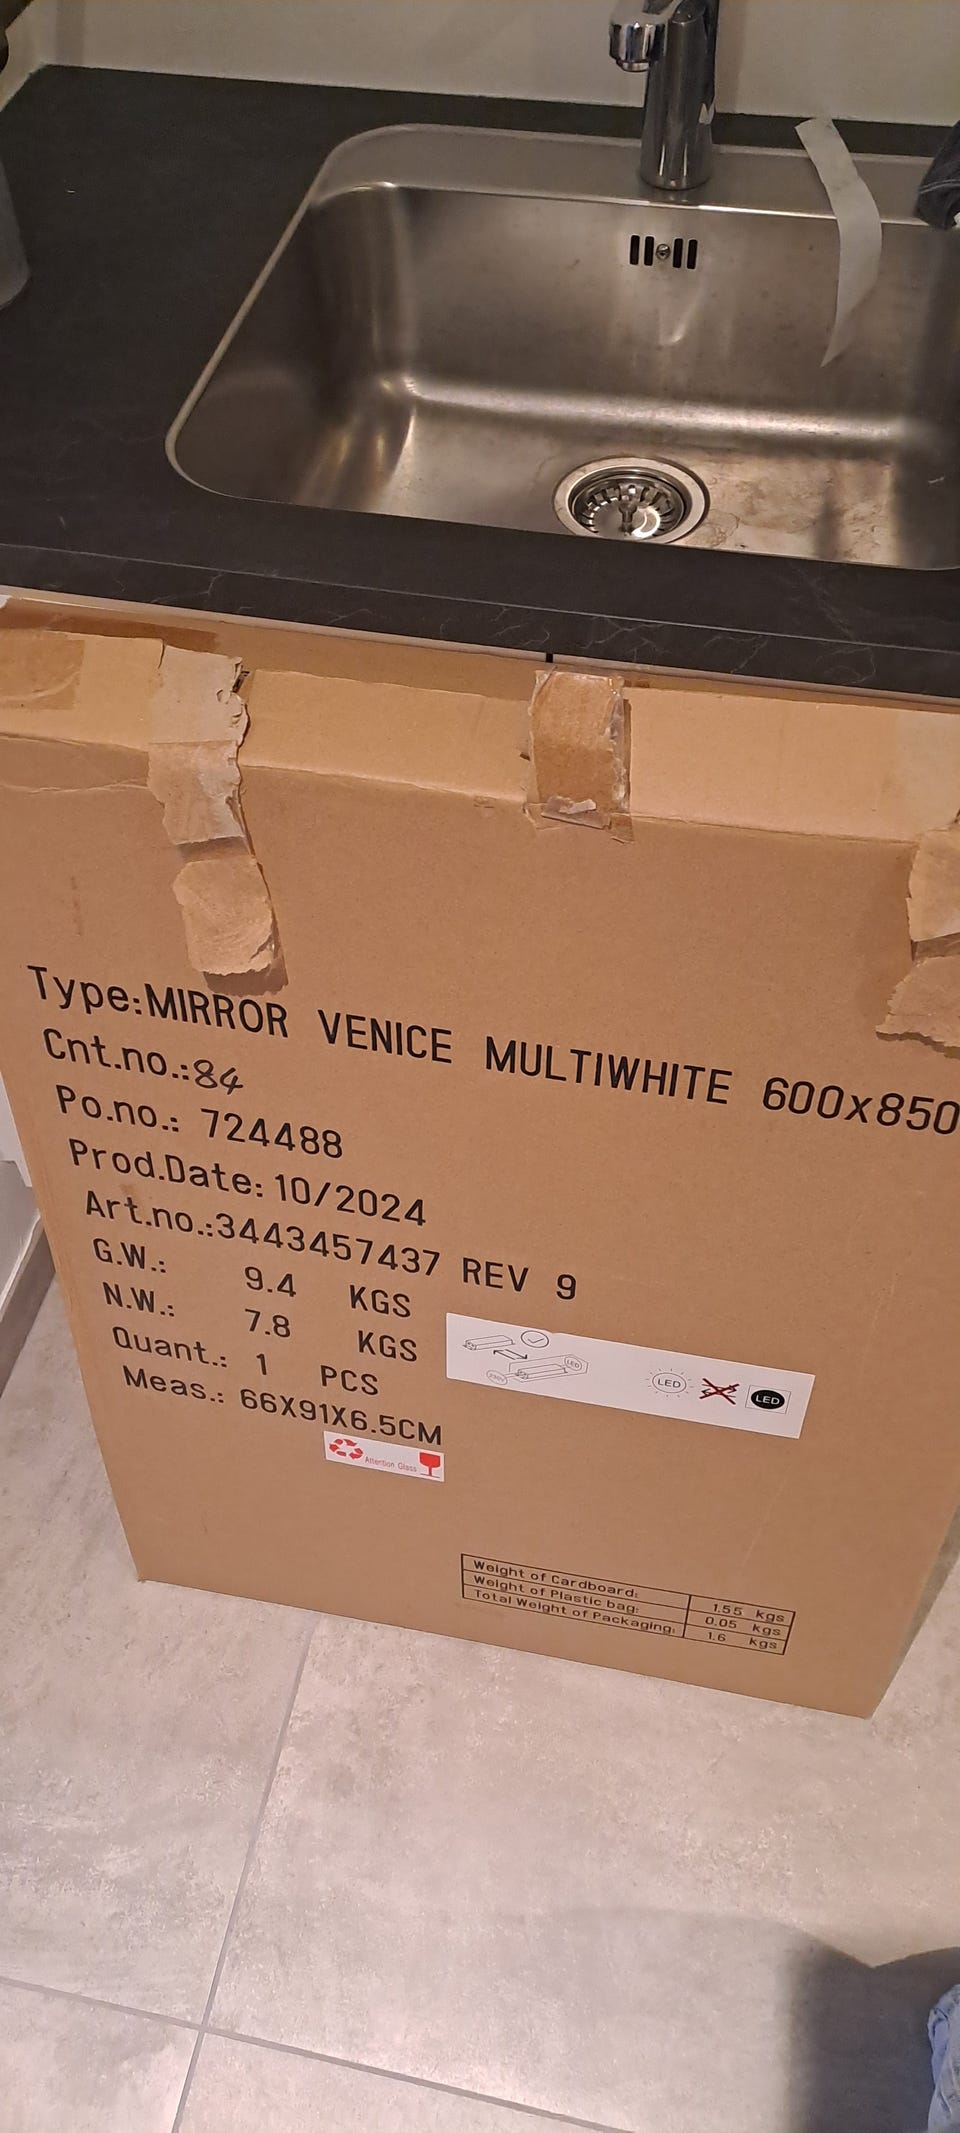 Type:MIRROR VENICE MULTIWHITE 600x850
Cnt.no.:84
Po.no.: 724488
Prod.Date: 10/2024
Art.no.:3443457437 REV 9
G.W.: 9.4 KGS
N.W.: 7.8 KGS
Quant.: 1 PCS
Meas.: 66X91X6.5CM
LED
230V
LED LED
Attention Glass
Weight of Cardboard: 1.55 kgs
Weight of Plastic bag: 0.05 kgs
Total Weight of Packaging: 1.6 kgs